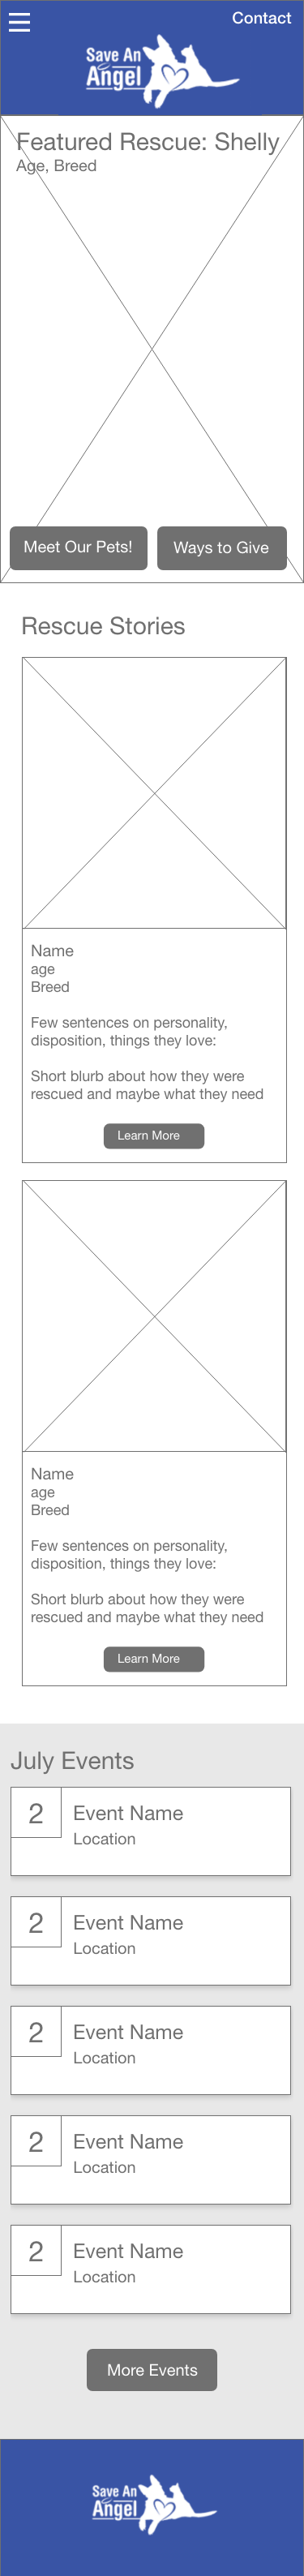 Contact
Save An
Angel
Featured Rescue: Shelly
Age, Breed
Meet Our Pets!
Ways to Give
Rescue Stories
Name
age
Breed
Few sentences on personality,
disposition, things they love:
Short blurb about how they were
rescued and maybe what they need
Learn More
Name
age
Breed
Few sentences on personality,
disposition, things they love:
Short blurb about how they were
rescued and maybe what they need
Learn More
July Events
2
Event Name
Location
2
Event Name
Location
2
Event Name
Location
2
Event Name
Location
2
Event Name
Location
More Events
Save An
Angel